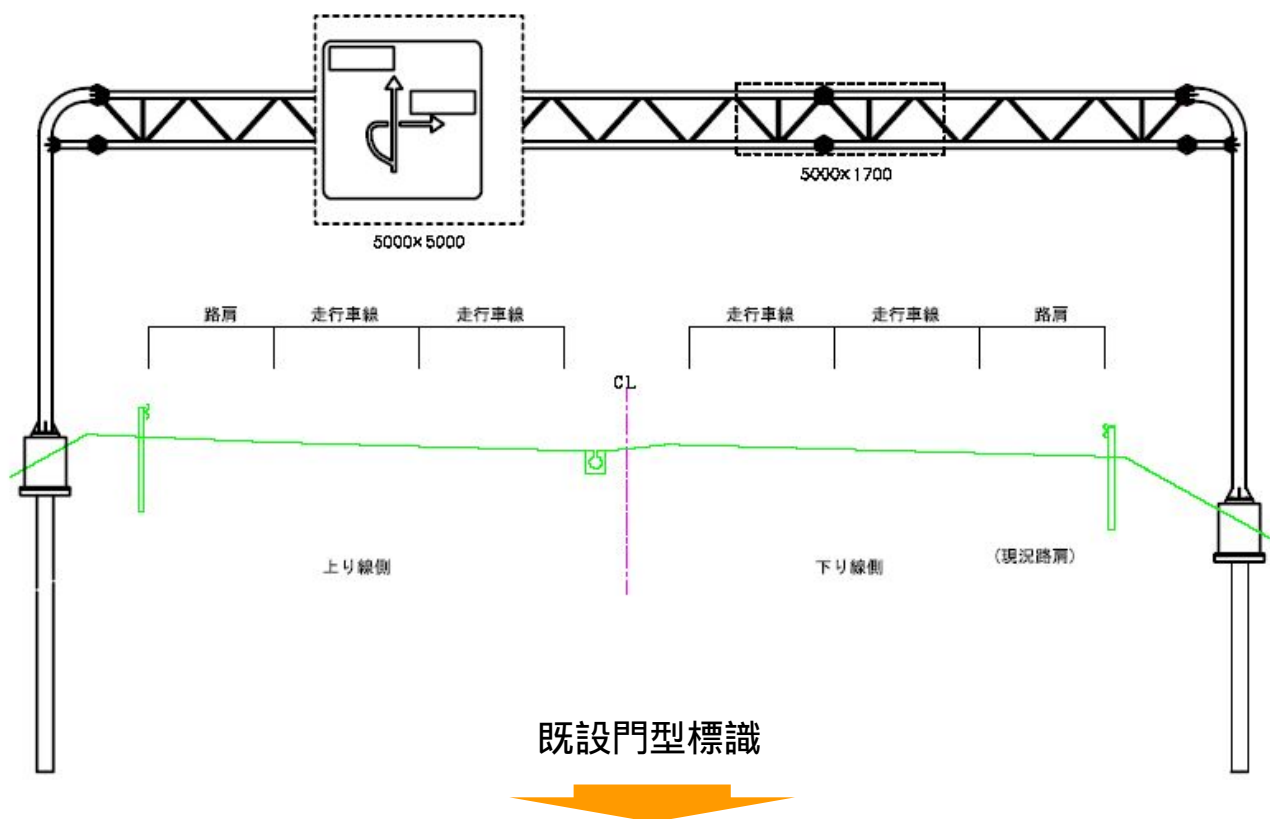 5000×1700
5000×5000
路肩 走行車線 走行車線 走行車線 走行車線 路肩
CL
上り線側 下り線側 (現況路肩)
既設門型標識